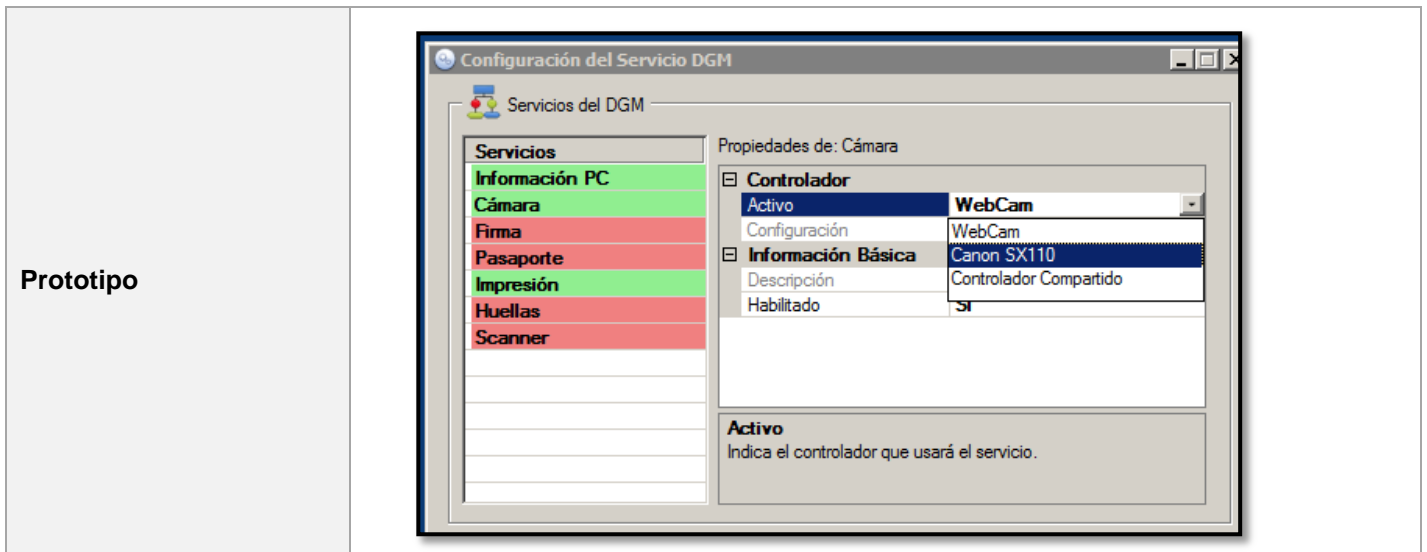 Prototipo
Configuración del Servicio DGM
Servicios del DGM
Servicios
Información PC
Cámara
Firma
Pasaporte
Impresión
Huellas
Scanner
Propiedades de: Cámara
Controlador
Activo WebCam
Configuración WebCam
Información Básica Canon SX110
Descripción Controlador Compartido
Habilitado
Activo
Indica el controlador que usará el servicio.